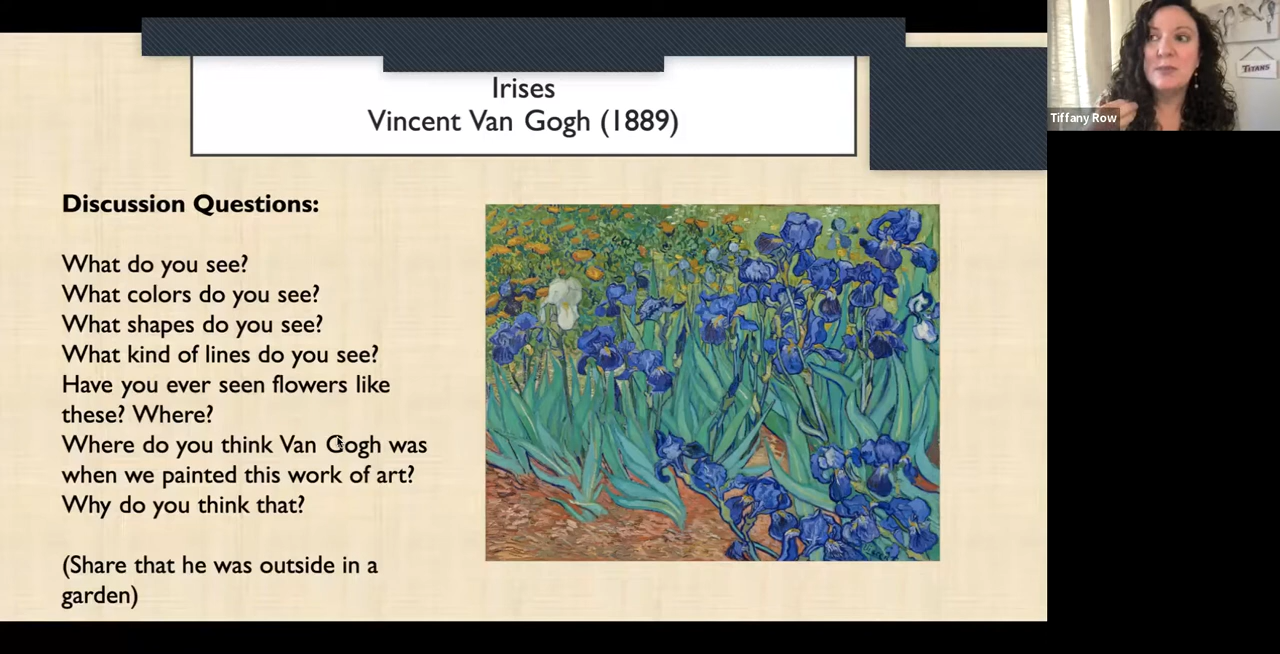 Irises
Vincent Van Gogh (1889)
TITANS
Tiffany Row
Discussion Questions:
What do you see?
What colors do you see?
What shapes do you see?
What kind of lines do you see?
Have you ever seen flowers like
these? Where?
Where do you think Van Gogh was
when we painted this work of art?
Why do you think that?
(Share that he was outside in a
garden)